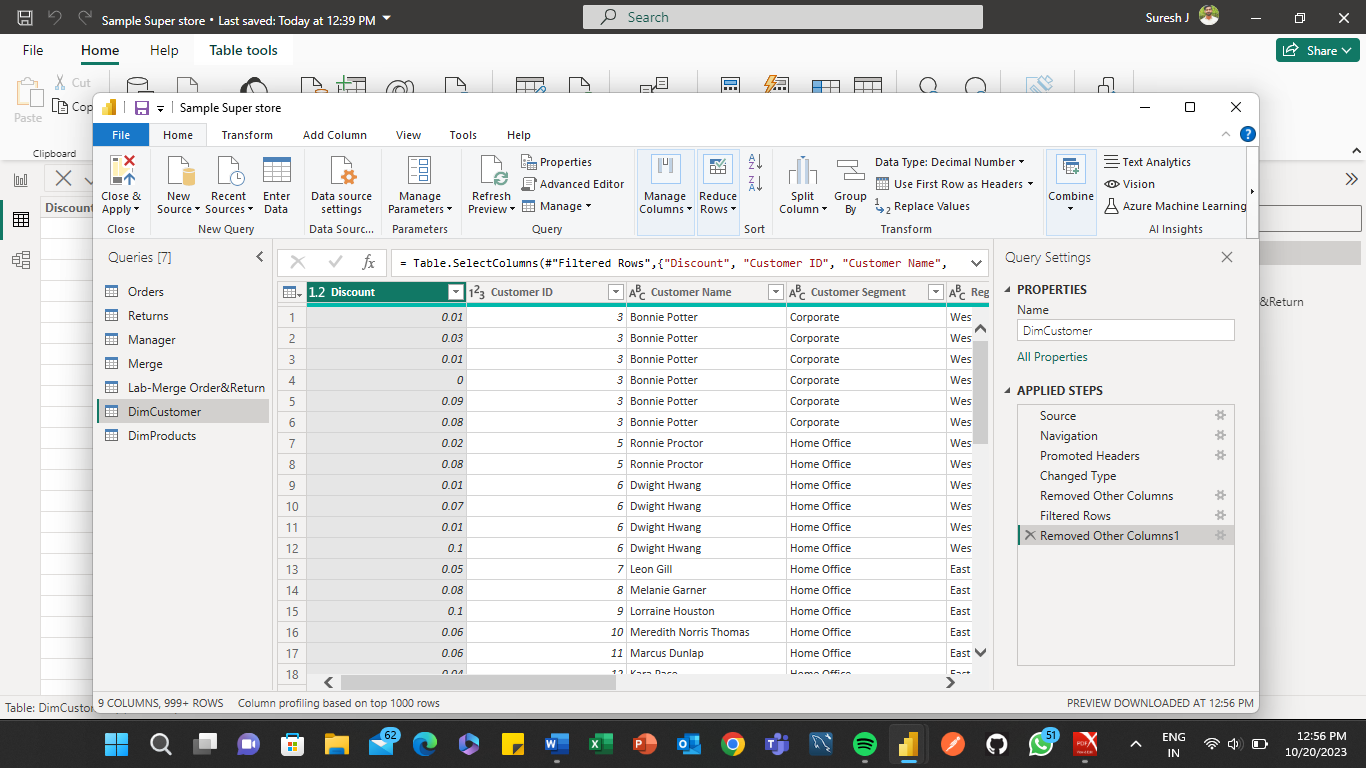 Sample Super store • Last saved: Today at 12:39 PM
Search
Suresh J
File Home Help Table tools
Share
Cut
Paste
Cop
Clipboard
Sample Super store
File Home Transform Add Column View Tools Help
Close & Apply
New Source
Recent Sources
Enter Data
Data source settings
Manage Parameters
Refresh Preview
Properties
Advanced Editor
Manage
Manage Columns
Reduce Rows
Split Column
Group By
Data Type: Decimal Number
Use First Row as Headers
Replace Values
Combine
Text Analytics
Vision
Azure Machine Learning
Close New Query Data Sourc... Parameters Query Sort Transform AI Insights
Discount
Queries [7]
Orders
Returns
Manager
Merge
Lab-Merge Order&Return
DimCustomer
DimProducts
fx
= Table.SelectColumns(#"Filtered Rows",{"Discount", "Customer ID", "Customer Name",
1.2 Discount 123 Customer ID ABC Customer Name ABC Customer Segment ABC Reg
1 0.01 3 Bonnie Potter Corporate Wes
2 0.03 3 Bonnie Potter Corporate Wes
3 0.01 3 Bonnie Potter Corporate Wes
4 0 3 Bonnie Potter Corporate Wes
5 0.09 3 Bonnie Potter Corporate Wes
6 0.08 3 Bonnie Potter Corporate Wes
7 0.02 5 Ronnie Proctor Home Office Wes
8 0.08 5 Ronnie Proctor Home Office Wes
9 0.01 6 Dwight Hwang Home Office Wes
10 0.07 6 Dwight Hwang Home Office Wes
11 0.01 6 Dwight Hwang Home Office Wes
12 0.1 6 Dwight Hwang Home Office Wes
13 0.05 7 Leon Gill Home Office East
14 0.08 8 Melanie Garner Home Office East
15 0.1 9 Lorraine Houston Home Office East
16 0.06 10 Meredith Norris Thomas Home Office East
17 0.06 11 Marcus Dunlap Home Office East
18 0.04 12 Kara Pace Home Office East
Query Settings
PROPERTIES
Name
DimCustomer
All Properties
APPLIED STEPS
Source
Navigation
Promoted Headers
Changed Type
Removed Other Columns
Filtered Rows
Removed Other Columns1
&Return
9 COLUMNS, 999+ ROWS Column profiling based on top 1000 rows
PREVIEW DOWNLOADED AT 12:56 PM
Table: DimCustom
62
51
ENG
IN
12:56 PM
10/20/2023